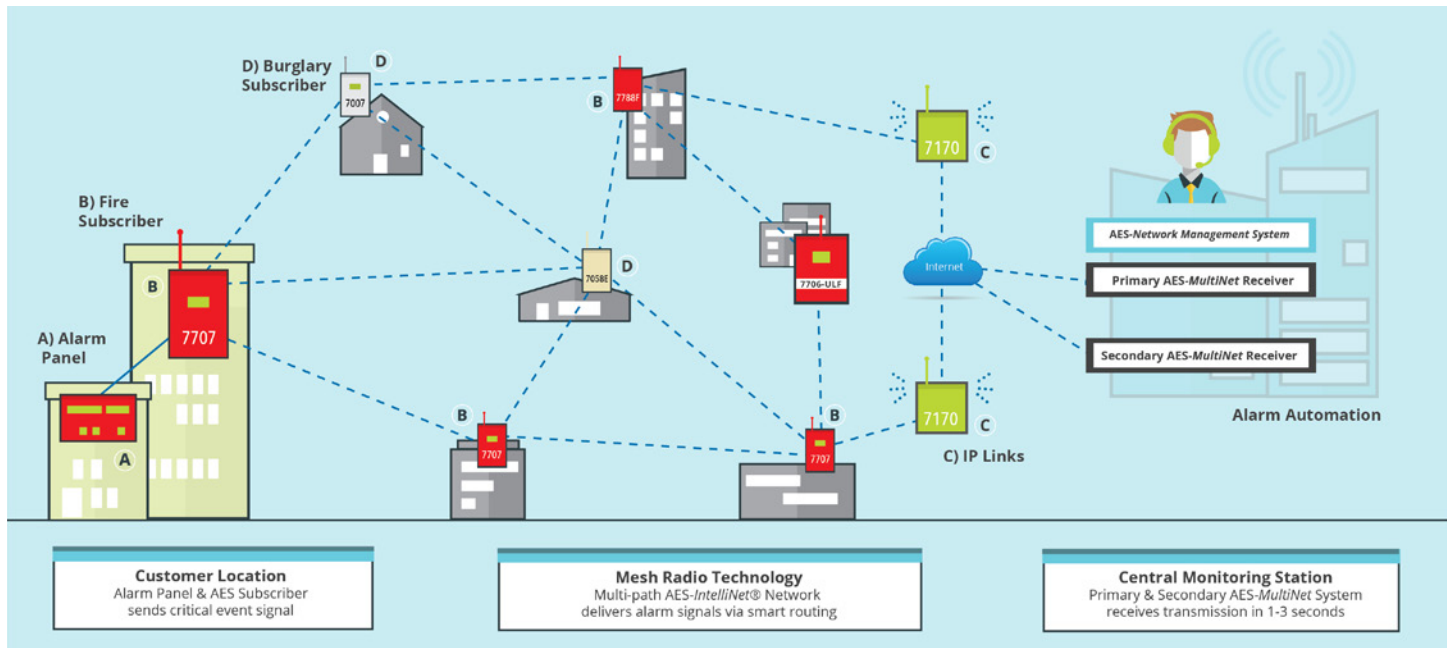 D) Burglary
Subscriber
D
7007
B
7788F
7170
C
B) Fire
Subscriber
B
7707
A) Alarm
Panel
A
7058E
D
7706-ULF
Internet
AES-Network Management System
Primary AES-MultiNet Receiver
Secondary AES-MultiNet Receiver
Alarm Automation
B
7707
B
7707
7170
C
C) IP Links
Customer Location
Alarm Panel & AES Subscriber
sends critical event signal
Mesh Radio Technology
Multi-path AES-IntelliNet® Network
delivers alarm signals via smart routing
Central Monitoring Station
Primary & Secondary AES-MultiNet System
receives transmission in 1-3 seconds